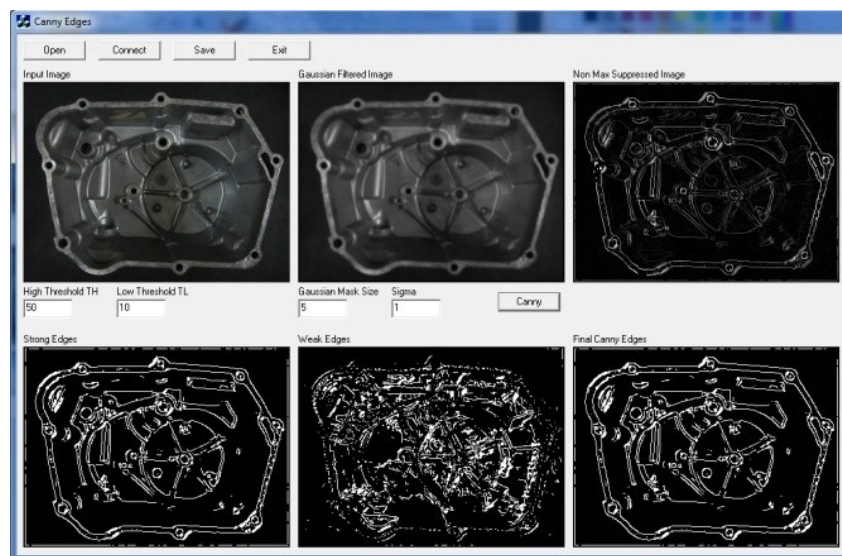 Canny Edges
Open Connect Save Exit
Input Image Gaussian Filtered Image Non Max Suppressed Image
High Threshold TH Low Threshold TL Gaussian Mask Size Sigma
50 10 5 1 Canny
Strong Edges Weak Edges Final Canny Edges